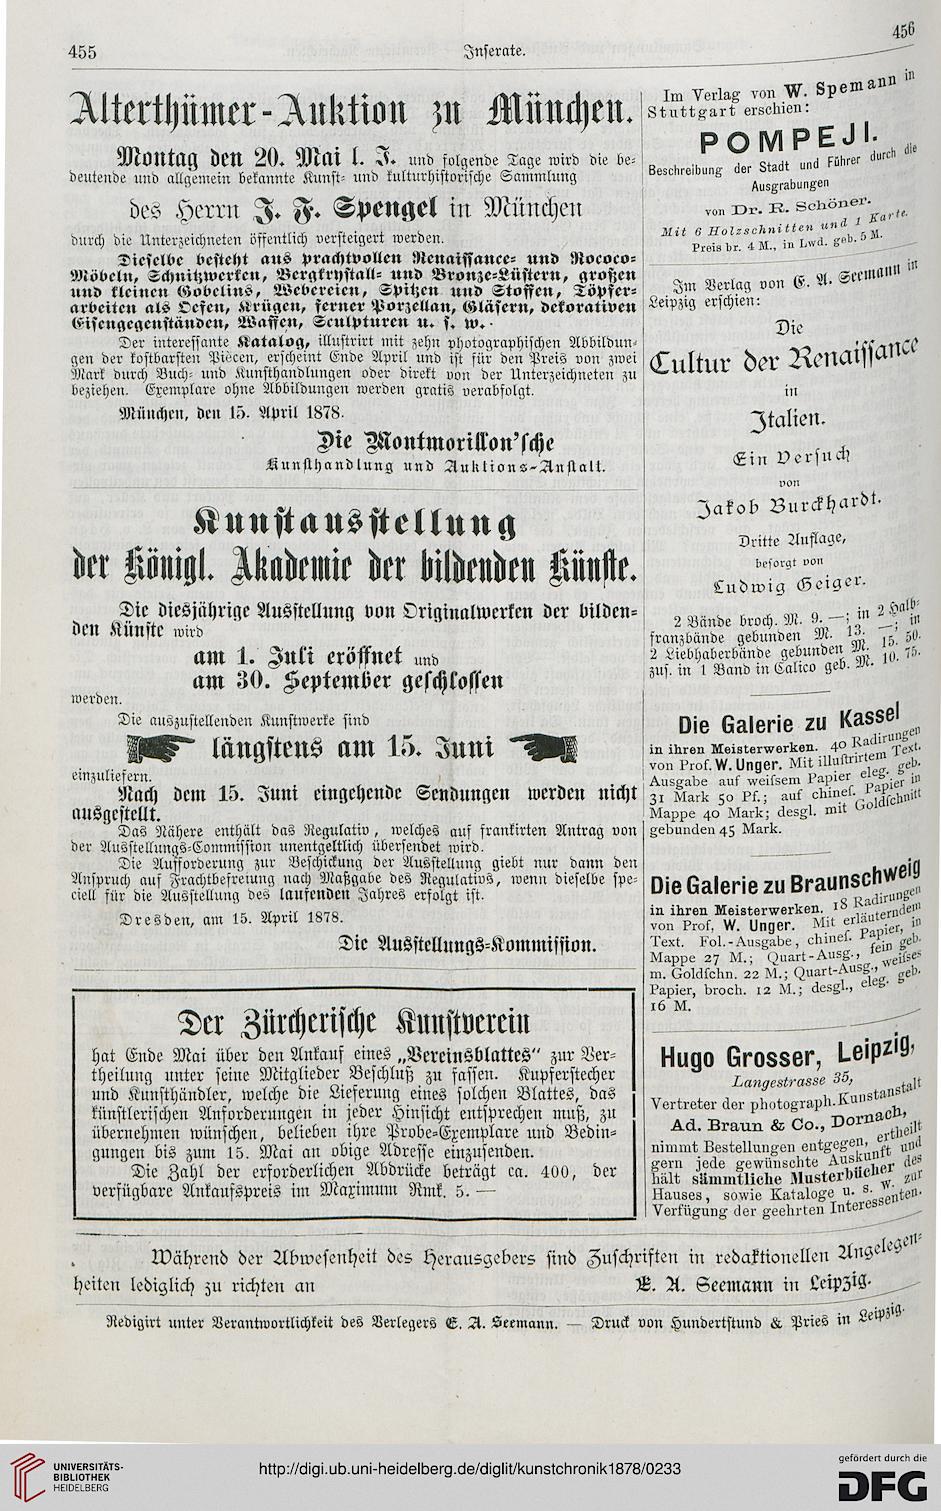 455
Inserate.
456
Alterthümer-Auktion zu München.
Montag den 20. Mai l. J. und folgende Tage wird die be-
deutende und allgemein bekannte Kunst- und kulturhistorische Sammlung
des Herrn J. F. Spengel in München
durch die Unterzeichneten öffentlich versteigert werden.
Dieselbe besteht aus prachtvollen Renaissance- und Rococo-
Möbeln, Schnitzwerken, Bergkrystall- und Bronze-Lüstern, großen
und kleinen Gobelins, Webereien, Spitzen und Stoffen, Töpfer-
arbeiten als Oefen, Krügen, ferner Porzellan, Gläsern, dekorativen
Eisengegenständen, Waffen, Sculpturen u. s. w.
Der interessante Katalog, illustrirt mit zehn photographischen Abbildun-
gen der kostbarsten Piècen, erscheint Ende April und ist für den Preis von zwei
Mark durch Buch- und Kunsthandlungen oder direkt von der Unterzeichneten zu
beziehen. Exemplare ohne Abbildungen werden gratis verabfolgt.
München, den 15. April 1878.
Die Montmorillon'sche
Kunsthandlung und Auktions-Anstalt.
Kunstausstellung
der Königl. Akademie der bildenden Künste.
Die diesjährige Ausstellung von Originalwerken der bilden-
den Künste wird
am 1. Juli eröffnet und
am 30. September geschlossen
werden.
Die auszustellenden Kunstwerke sind
längstens am 15. Juni
einzuliefern.
Nach dem 15. Juni eingehende Sendungen werden nicht
ausgestellt.
Das Nähere enthält das Regulativ, welches auf frankirten Antrag von
der Ausstellungs-Commission unentgeltlich übersendet wird.
Die Aufforderung zur Beschickung der Ausstellung giebt nur dann den
Anspruch auf Frachtbefreiung nach Maßgabe des Regulativs, wenn dieselbe spe-
ciell für die Ausstellung des laufenden Jahres erfolgt ist.
Dresden, am 15. April 1878.
Die Ausstellungs-Kommission.
Der Zürcherische Kunstverein
hat Ende Mai über den Ankauf eines „Vereinsblattes" zur Ver-
theilung unter seine Mitglieder Beschluß zu fassen. Kupferstecher
und Kunsthändler, welche die Lieferung eines solchen Blattes, das
künstlerischen Anforderungen in jeder Hinsicht entsprechen muß, zu
übernehmen wünschen, belieben ihre Probe-Exemplare und Bedin-
gungen bis zum 15. Mai an obige Adresse einzusenden.
Die Zahl der erforderlichen Abdrücke beträgt ca. 400, der
verfügbare Ankaufspreis im Maximum Rmk. 5. —
Im Verlag von W. Spemann in
Stuttgart erschien:
POMPEJI.
Beschreibung der Stadt und Führer durch die
Ausgrabungen
von Dr. R. Schöner.
Mit 6 Holzschnitten und 1 Karte.
Preis br. 4 M., in Lwd. geb. 5 M.
Im Verlag von E. A. Seemann in
Leipzig erschien:
Die
Cultur der Renaissance
in
Italien.
Ein Versuch
von
Jakob Burckhardt.
Dritte Auflage,
besorgt von
Ludwig Geiger.
2 Bände broch. M. 9. —; in 2 Halb-
franzbände gebunden M. 13. —; in
2 Liebhaberbände gebunden M. 15. 50.
zus. in 1 Band in Calico geb. M. 10. 75.
Die Galerie zu Kassel
in ihren Meisterwerken. 40 Radirungen
von Prof. W. Unger. Mit illustrirtem Text.
Ausgabe auf weissem Papier eleg. geb.
31 Mark 50 Pf.; auf chines. Papier in
Mappe 40 Mark; desgl. mit Goldschnitt
gebunden 45 Mark.
Die Galerie zu Braunschweig
in ihren Meisterwerken. 18 Radirungen
von Prof. W. Unger. Mit erläuterndem
Text. Fol.-Ausgabe, chines. Papier, in
Mappe 27 M.; Quart-Ausg., fein geb.
m. Goldschn. 22 M.; Quart-Ausg., weisses
Papier, broch. 12 M.; desgl., eleg. geb.
16 M.
Hugo Grosser, Leipzig,
Langestrasse 35,
Vertreter der photograph. Kunstanstalt
Ad. Braun & Co., Dornach,
nimmt Bestellungen entgegen, ertheilt
gern jede gewünschte Auskunft und
hält sämmtliche Musterbücher des
Hauses, sowie Kataloge u. s. w. zur
Verfügung der geehrten Interessenten.
Während der Abwesenheit des Herausgebers sind Zuschriften in redaktionellen Angelegen-
heiten lediglich zu richten an
E. A. Seemann in Leipzig.
Redigirt unter Verantwortlichkeit des Verlegers E. A. Seemann. — Druck von Hundertstund & Pries in Leipzig.
UNIVERSITÄTS-
BIBLIOTHEK
HEIDELBERG
http://digi.ub.uni-heidelberg.de/diglit/kunstchronik1878/0233
gefördert durch die
DFG